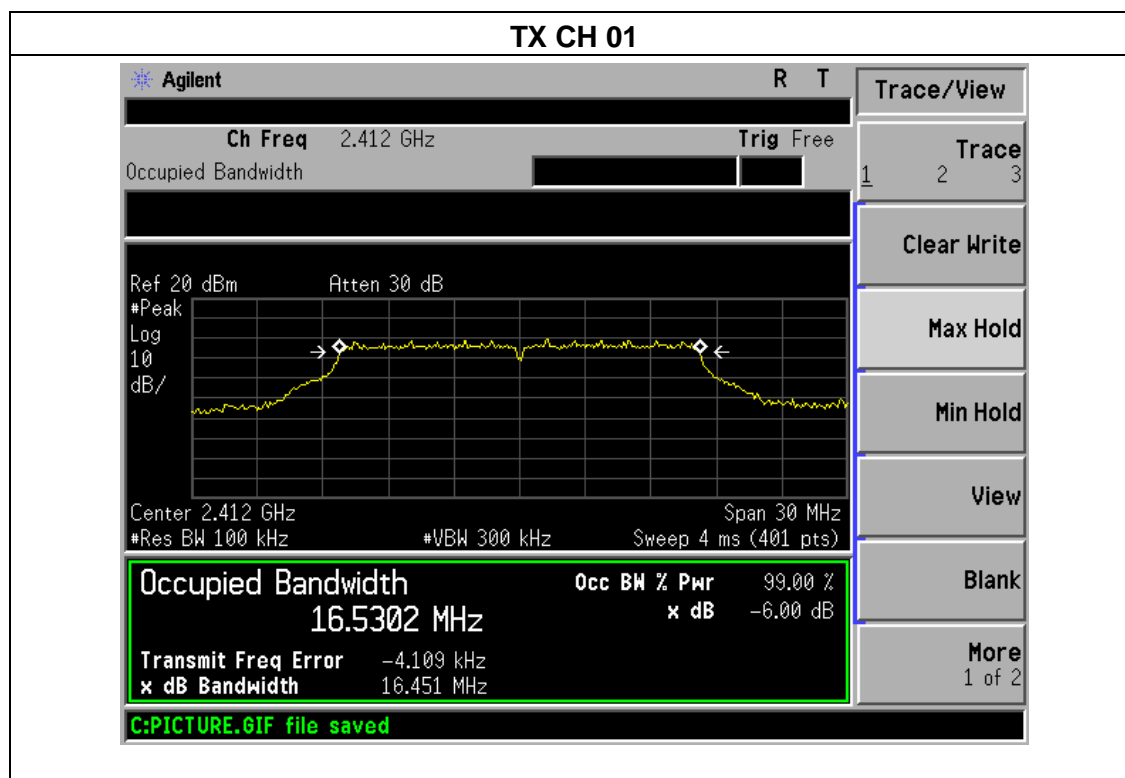 TX CH 01
Agilent R T
Trace/View
Ch Freq 2.412 GHz Trig Free
Occupied Bandwidth
Trace
1 2 3
Clear Write
Ref 20 dBm Atten 30 dB
#Peak
Log
10
dB/
Max Hold
Min Hold
View
Center 2.412 GHz Span 30 MHz
#Res BW 100 kHz #VBW 300 kHz Sweep 4 ms (401 pts)
Occupied Bandwidth Occ BW % Pwr 99.00 %
16.5302 MHz x dB -6.00 dB
Blank
Transmit Freq Error -4.109 kHz
x dB Bandwidth 16.451 MHz
More
1 of 2
C:PICTURE.GIF file saved